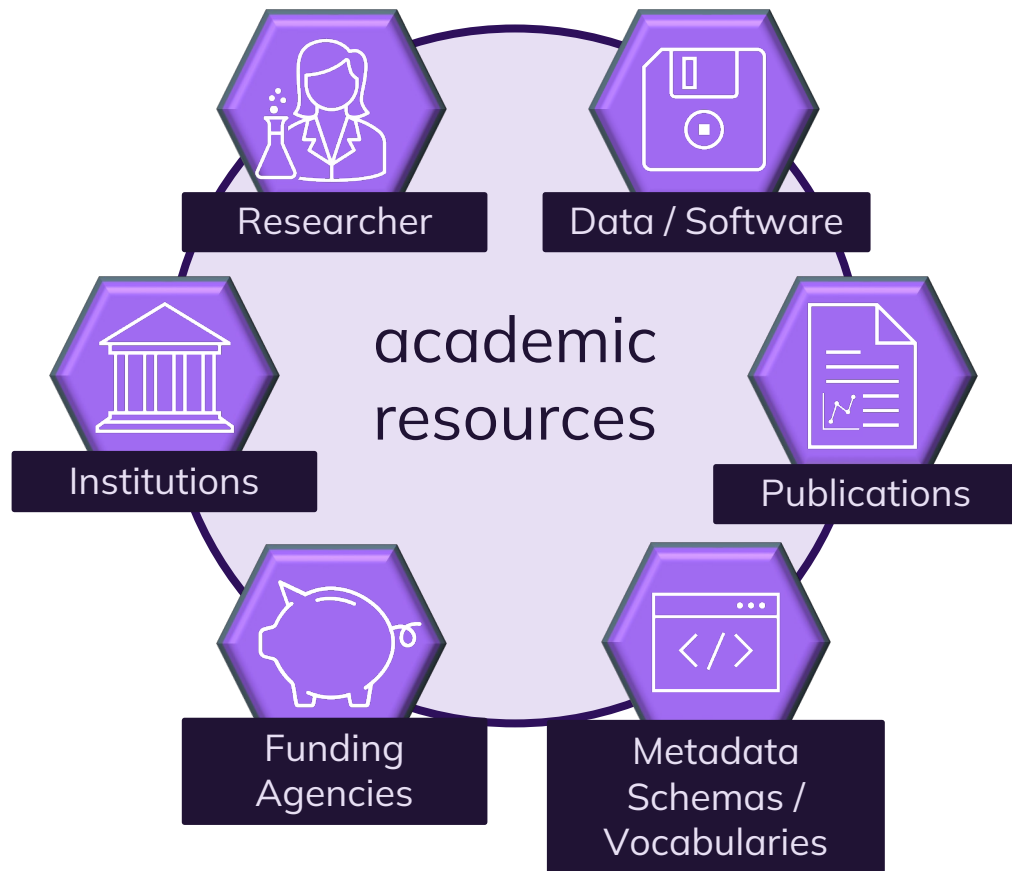 Researcher
Data / Software
academic
resources
Institutions
Publications
Funding
Agencies
Metadata
Schemas /
Vocabularies